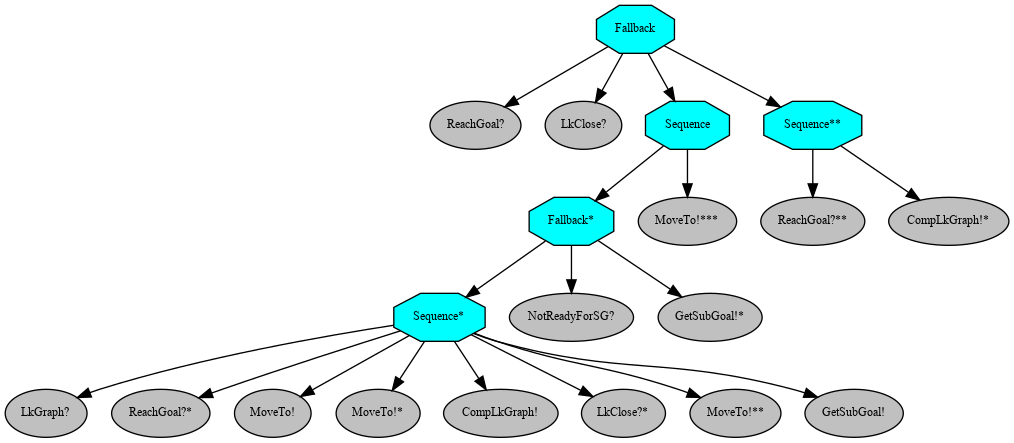 Fallback
ReachGoal?
LkClose?
Sequence
Sequence**
Fallback*
MoveTo!***
ReachGoal?**
CompLkGraph!*
Sequence*
NotReadyForSG?
GetSubGoal!*
LkGraph?
ReachGoal?*
MoveTo!
MoveTo!*
CompLkGraph!
LkClose?*
MoveTo!**
GetSubGoal!